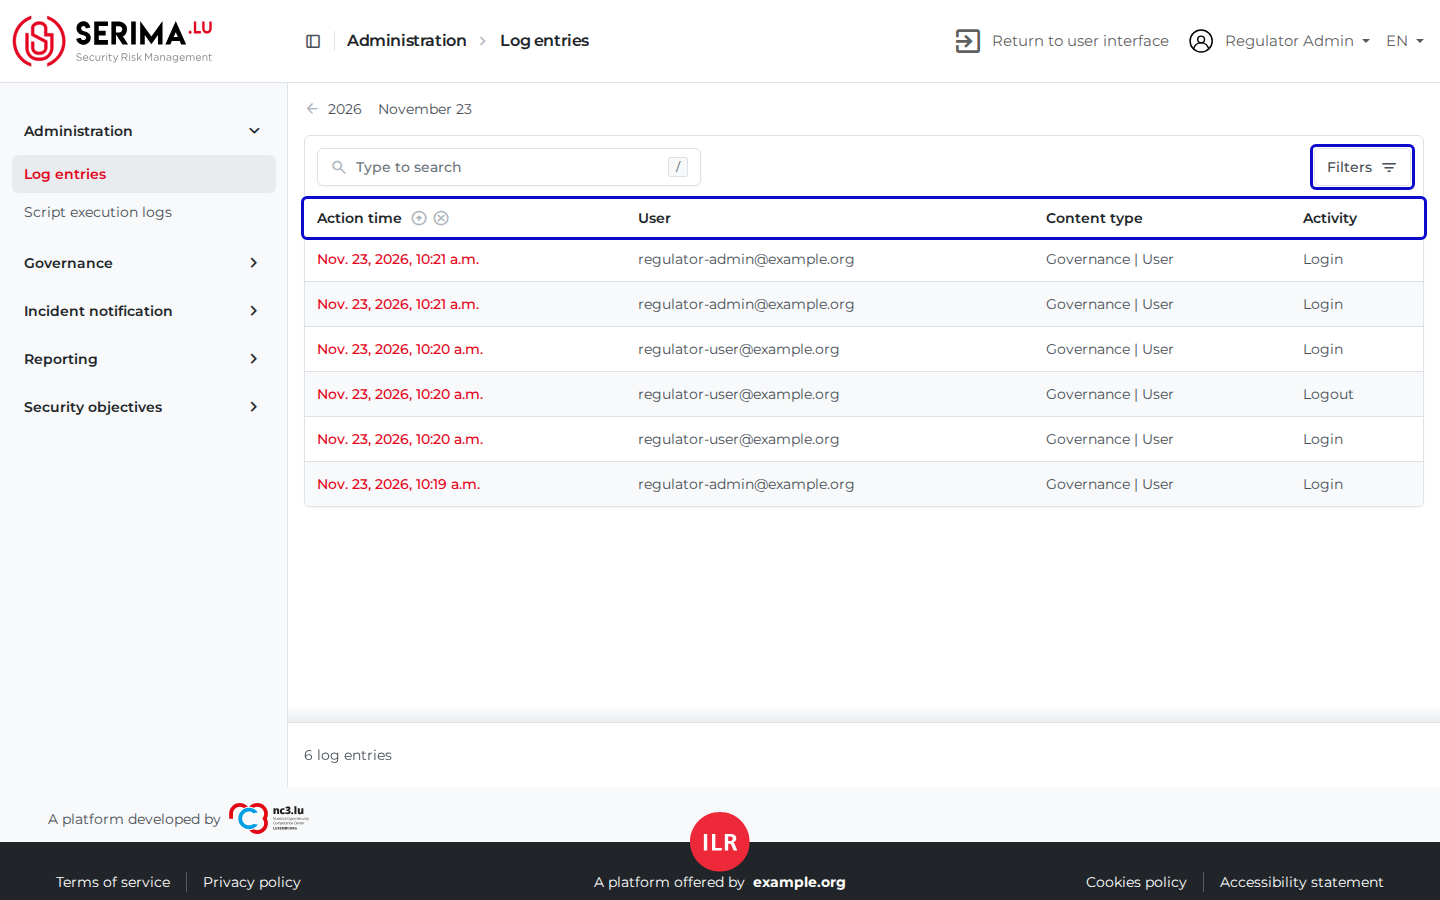 SERIMA.LU
Security Risk Management
Administration > Log entries
Return to user interface
Regulator Admin
EN
Administration
Log entries
Script execution logs
Governance
Incident notification
Reporting
Security objectives
2026 November 23
Type to search /
Filters
Action time User Content type Activity
Nov. 23, 2026, 10:21 a.m. regulator-admin@example.org Governance | User Login
Nov. 23, 2026, 10:21 a.m. regulator-admin@example.org Governance | User Login
Nov. 23, 2026, 10:20 a.m. regulator-user@example.org Governance | User Login
Nov. 23, 2026, 10:20 a.m. regulator-user@example.org Governance | User Logout
Nov. 23, 2026, 10:20 a.m. regulator-user@example.org Governance | User Login
Nov. 23, 2026, 10:19 a.m. regulator-admin@example.org Governance | User Login
6 log entries
A platform developed by
nc3.lu
LUXEMBOURG
ILR
Terms of service
Privacy policy
A platform offered by example.org
Cookies policy
Accessibility statement